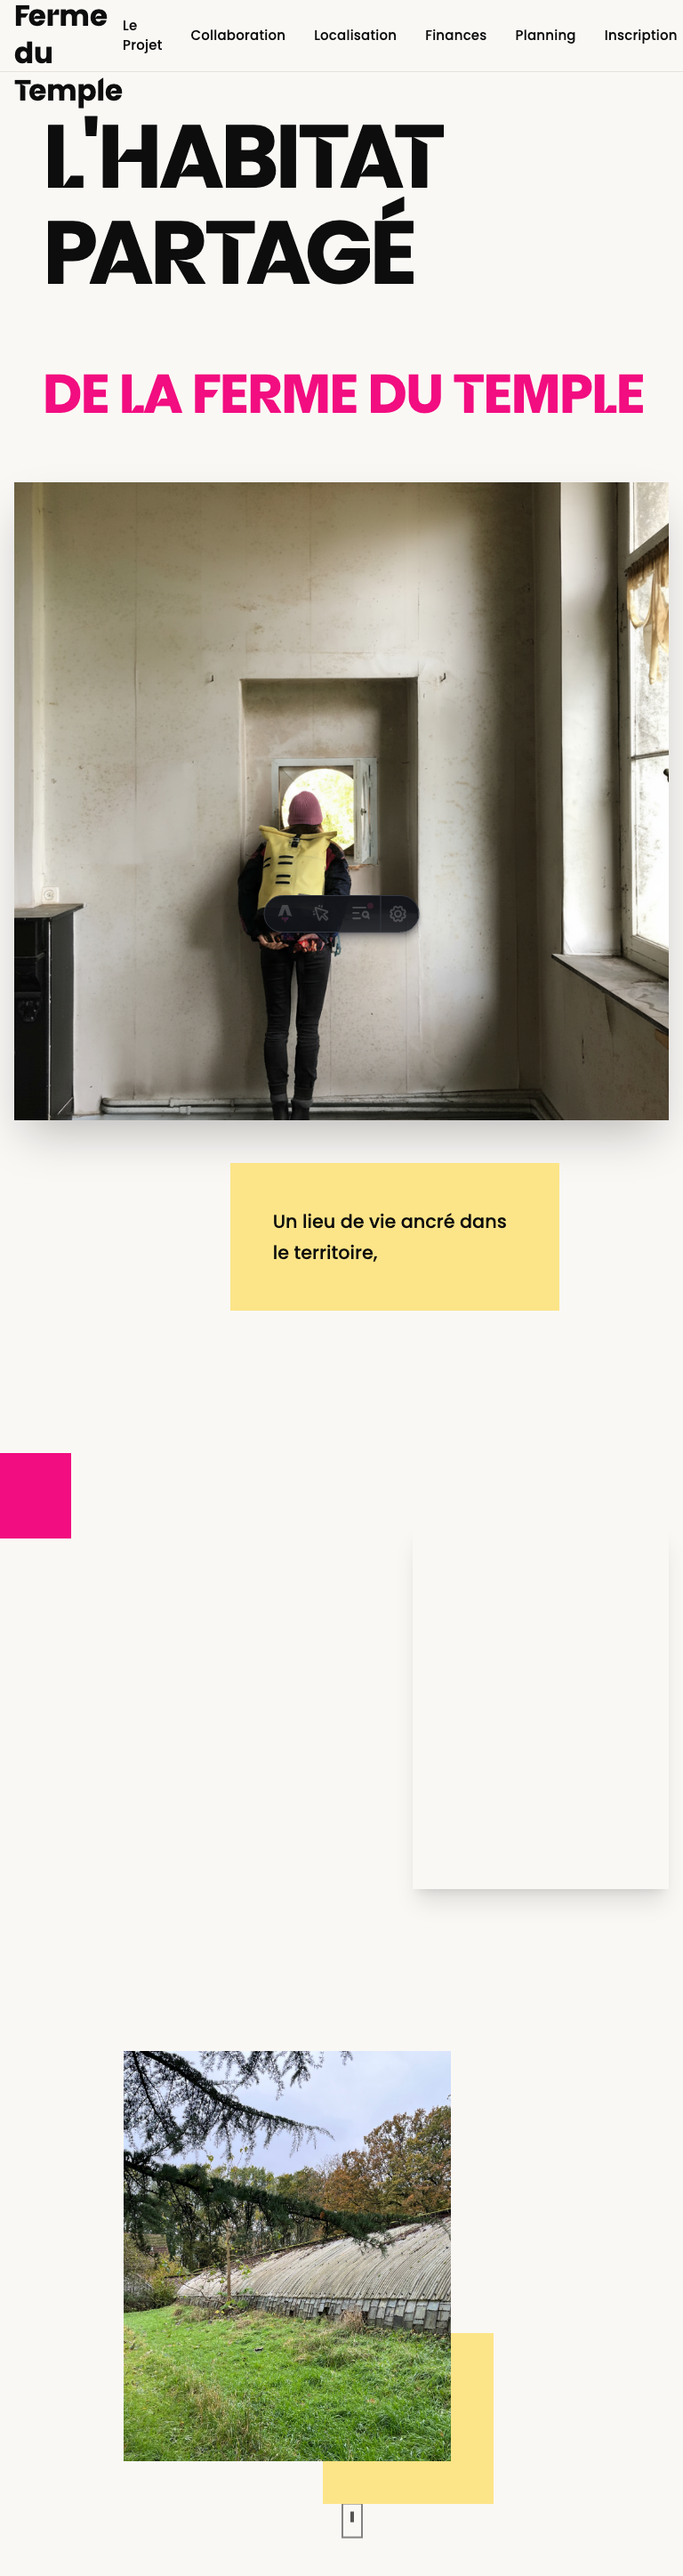 Ferme
du
Temple
Le
Projet
Collaboration
Localisation
Finances
Planning
Inscription
L'HABITAT
PARTAGÉ
DE LA FERME DU TEMPLE
Un lieu de vie ancré dans
le territoire,